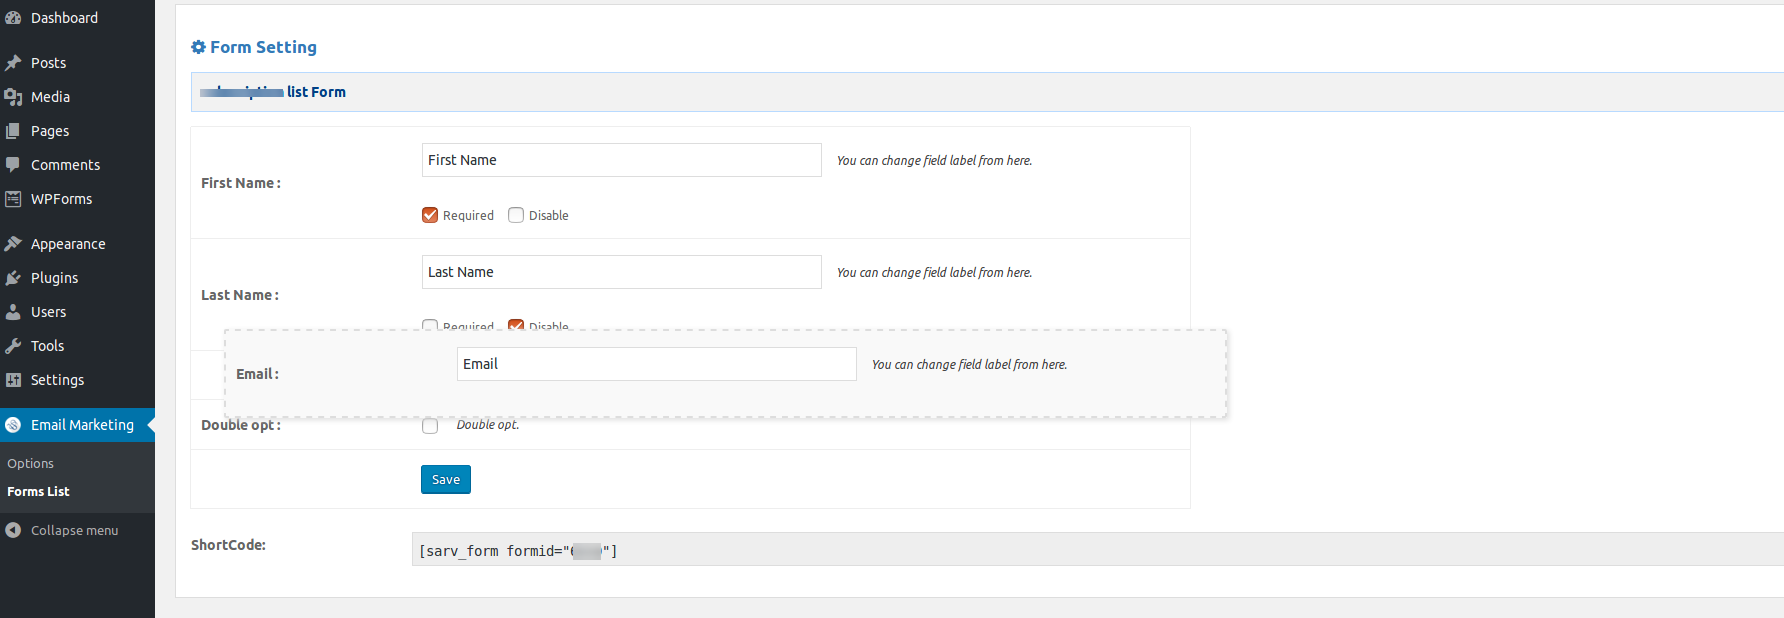 Dashboard
Posts
Media
Pages
Comments
WPForms
Appearance
Plugins
Users
Tools
Settings
Email Marketing
Options
Forms List
Collapse menu
Form Setting
list Form
First Name :
First Name
You can change field label from here.
Required
Disable
Last Name :
Last Name
You can change field label from here.
Required
Disable
Email :
Email
You can change field label from here.
Double opt :
Double opt.
Save
ShortCode:
[sarv_form formid=" "]